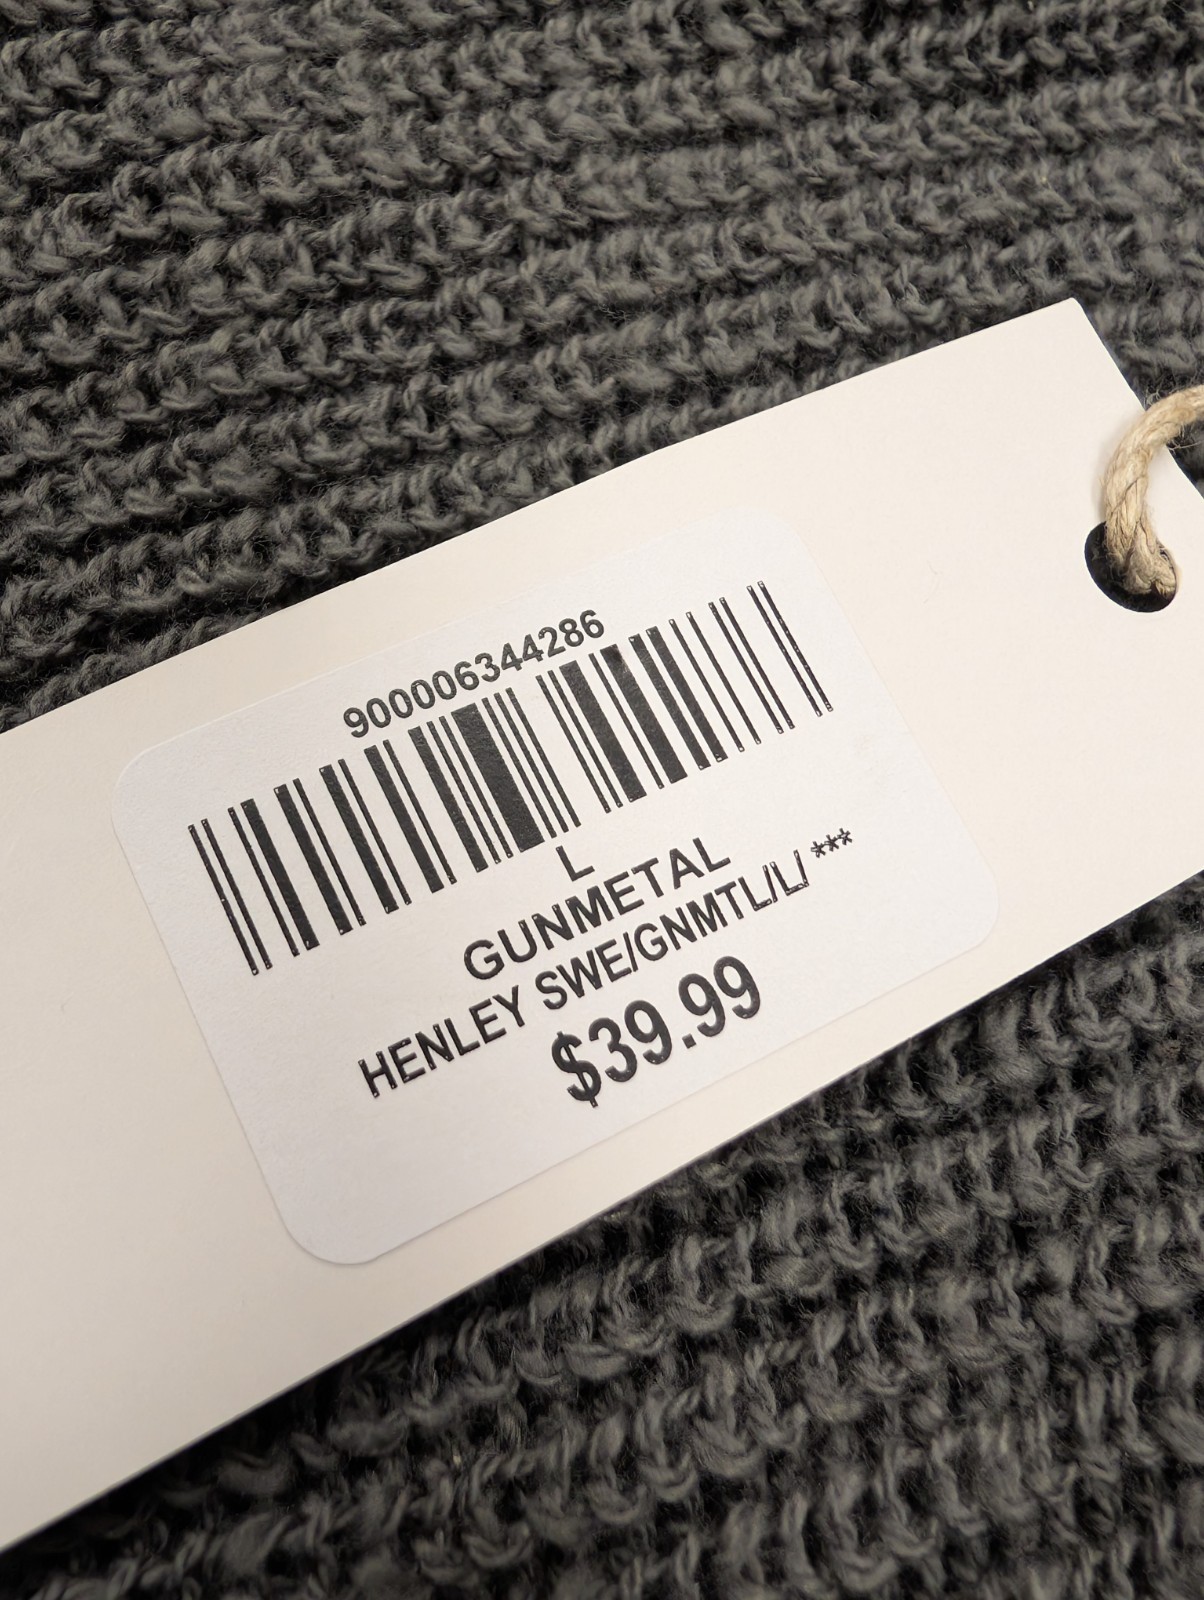 900006344286
L
GUNMETAL
HENLEY SWE/GNMTL/L/ ***
$39.99